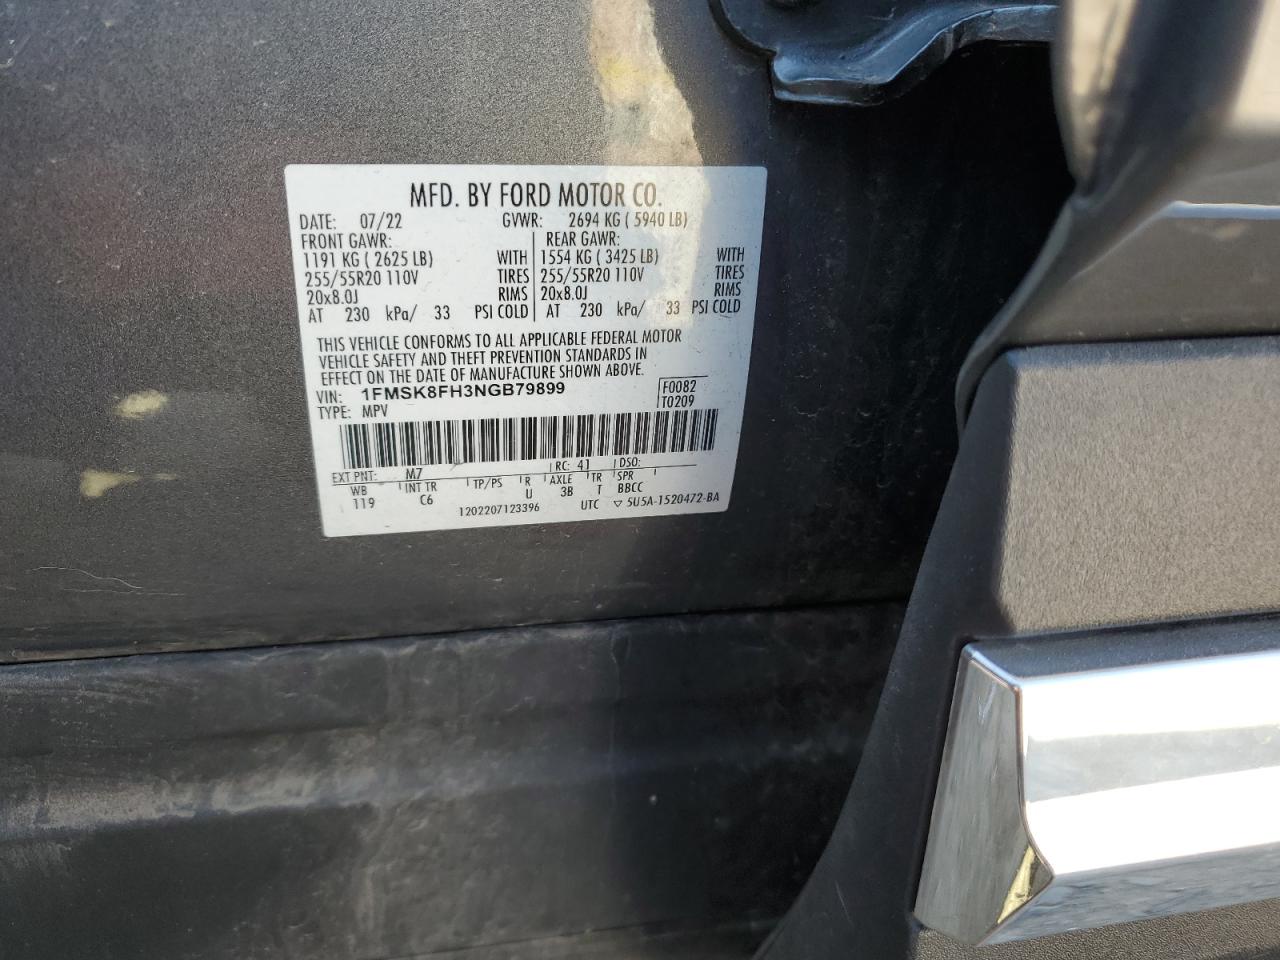 MFD. BY FORD MOTOR CO.
DATE: 07/22 GVWR: 2694 KG ( 5940 LB)
FRONT GAWR: REAR GAWR:
1191 KG ( 2625 LB) WITH 1554 KG ( 3425 LB) WITH
255/55R20 110V TIRES 255/55R20 110V TIRES
20x8.0J RIMS 20x8.0J RIMS
AT 230 kPa/ 33 PSI COLD AT 230 kPa/ 33 PSI COLD
THIS VEHICLE CONFORMS TO ALL APPLICABLE FEDERAL MOTOR
VEHICLE SAFETY AND THEFT PREVENTION STANDARDS IN
EFFECT ON THE DATE OF MANUFACTURE SHOWN ABOVE.
VIN: 1FMSK8FH3NGB79899 F0082
TYPE: MPV T0209
EXT PNT: M7 RC: 41 DSO:
WB INT TR TP/PS R AXLE TR SPR
119 C6 U 3B T BBCC
1202207123396 UTC ▽ 5U5A-1520472-BA